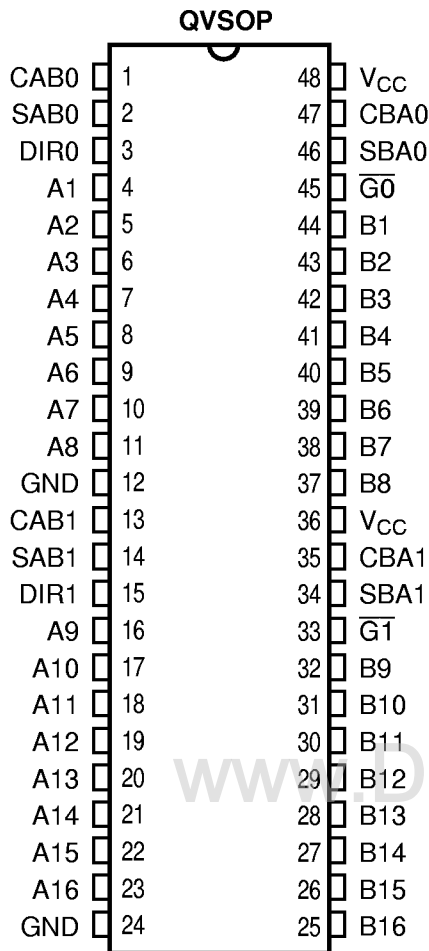 QVSOP
CAB0 1 48 VCC
SAB0 2 47 CBA0
DIR0 3 46 SBA0
A1 4 45 G0
A2 5 44 B1
A3 6 43 B2
A4 7 42 B3
A5 8 41 B4
A6 9 40 B5
A7 10 39 B6
A8 11 38 B7
GND 12 37 B8
CAB1 13 36 VCC
SAB1 14 35 CBA1
DIR1 15 34 SBA1
A9 16 33 G1
A10 17 32 B9
A11 18 31 B10
A12 19 30 B11
A13 20 29 B12
A14 21 28 B13
A15 22 27 B14
A16 23 26 B15
GND 24 25 B16
www.D